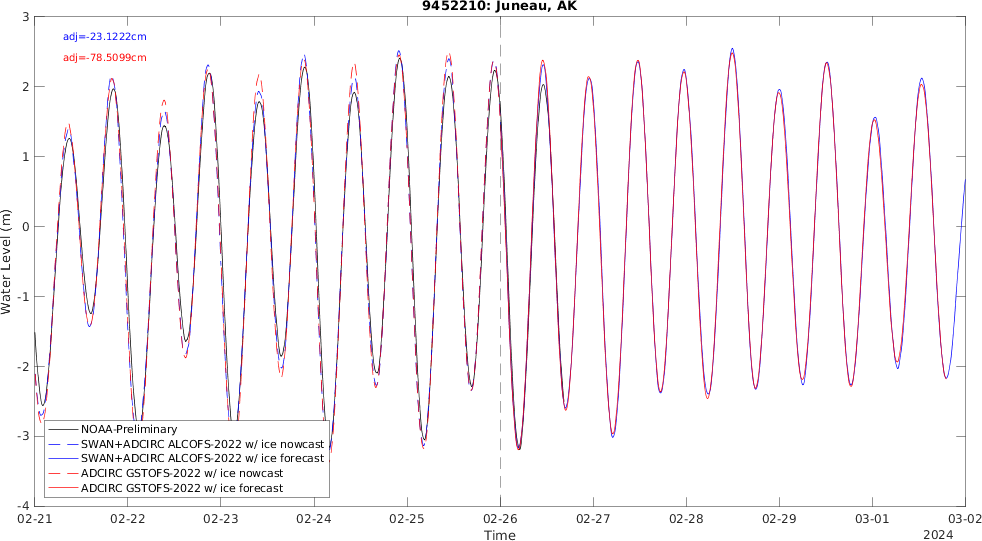 9452210: Juneau, AK
adj=-23.1222cm
adj=-78.5099cm
Water Level (m)
3
2
1
0
-1
-2
-3
-4
NOAA-Preliminary
SWAN+ADCIRC ALCOFS-2022 w/ ice nowcast
SWAN+ADCIRC ALCOFS-2022 w/ ice forecast
ADCIRC GSTOFS-2022 w/ ice nowcast
ADCIRC GSTOFS-2022 w/ ice forecast
02-21 02-22 02-23 02-24 02-25 02-26 02-27 02-28 02-29 03-01 03-02
Time
2024